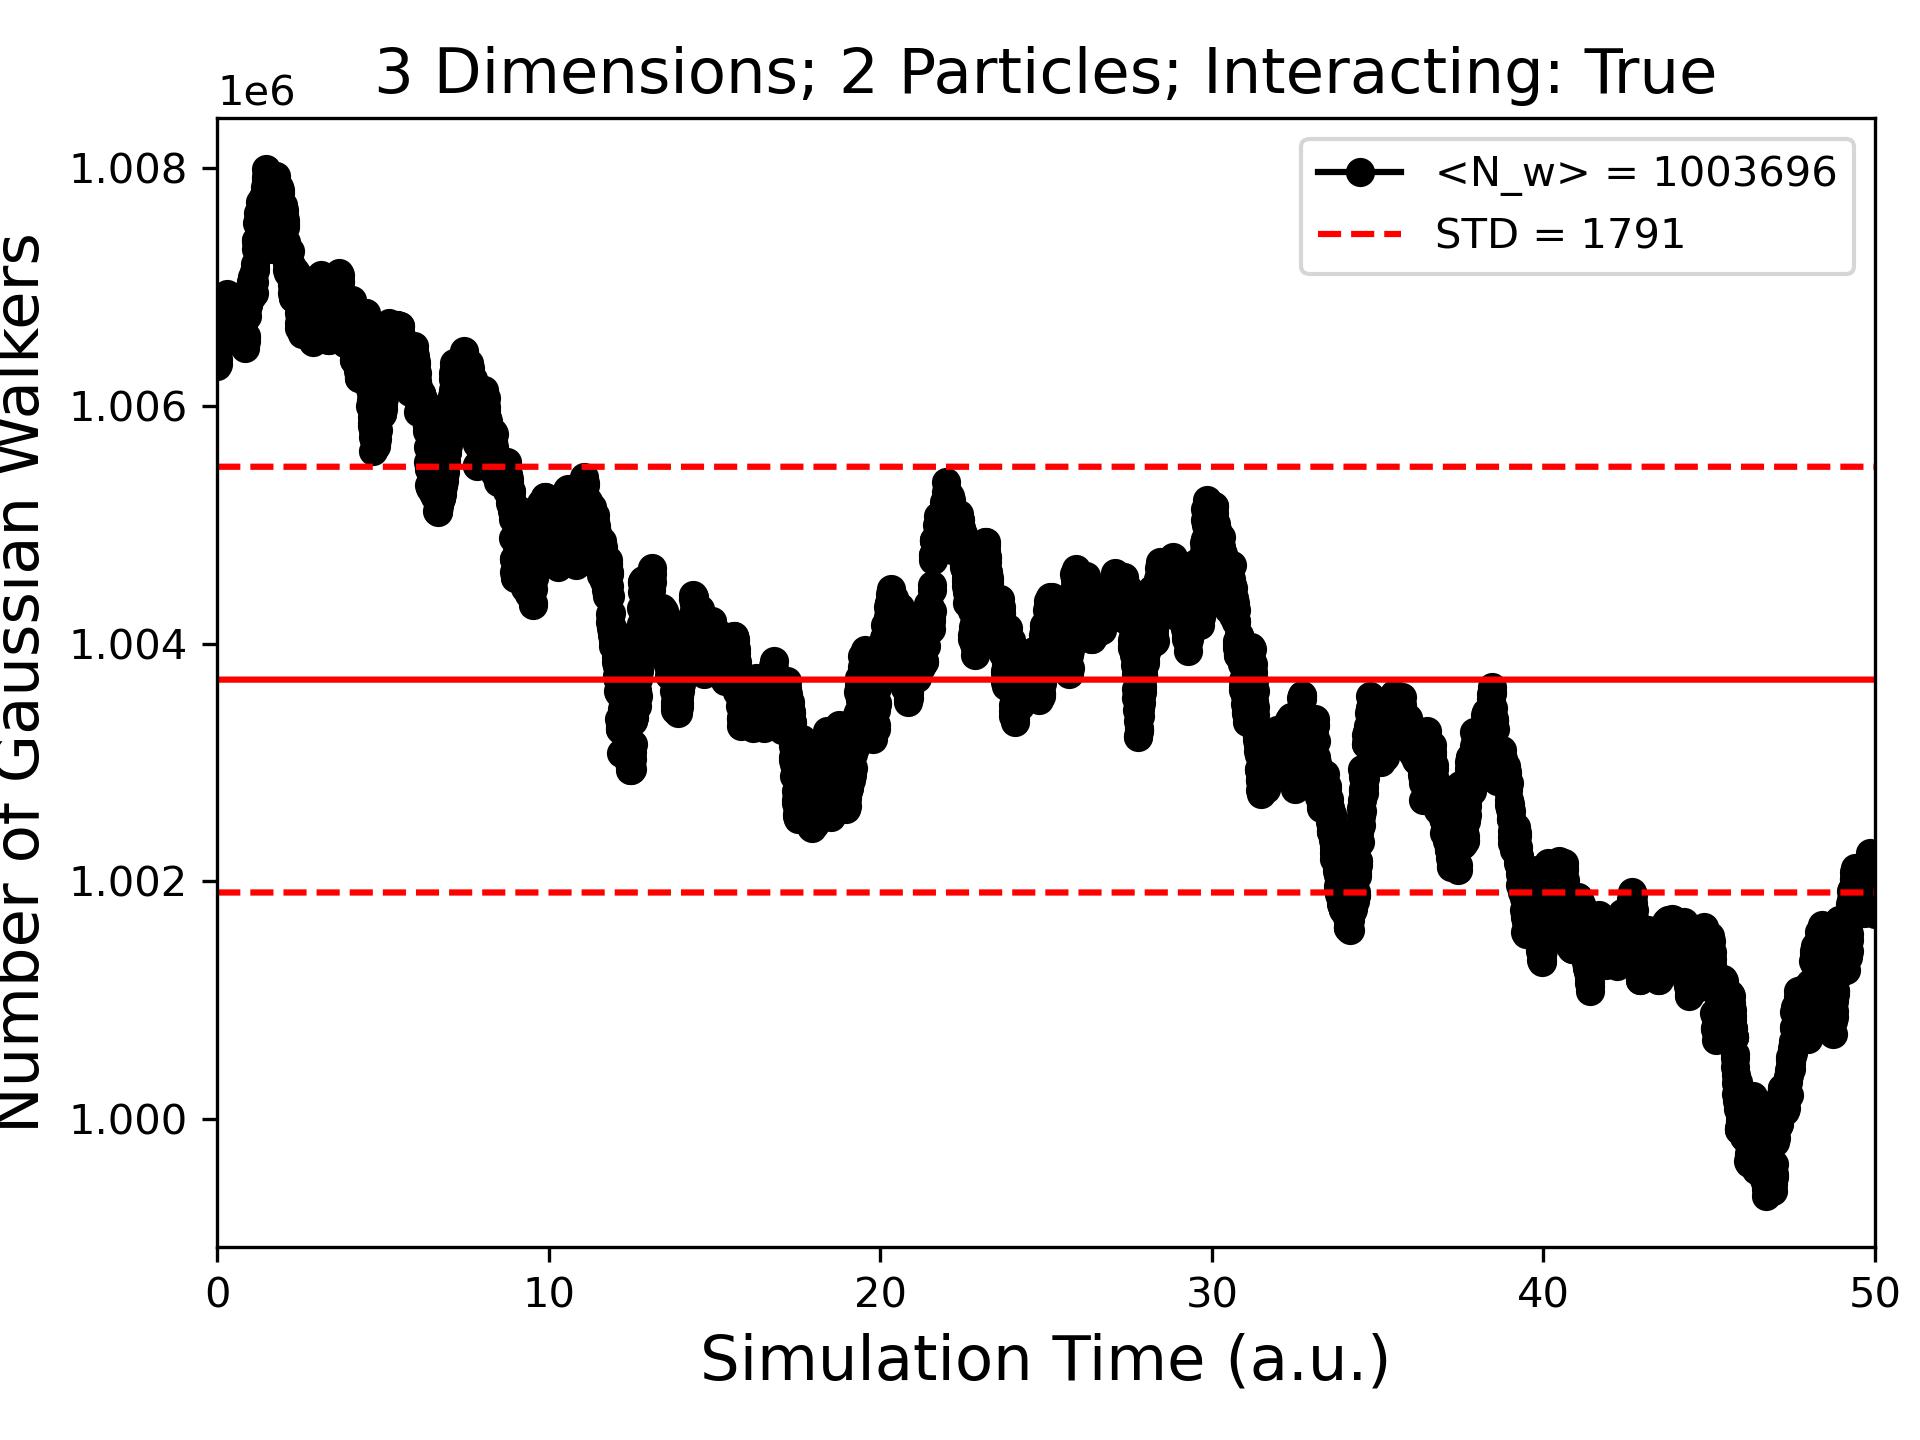 3 Dimensions; 2 Particles; Interacting: True
1e6
<N_w> = 1003696
STD = 1791
Number of Gaussian Walkers
1.008
1.006
1.004
1.002
1.000
0 10 20 30 40 50
Simulation Time (a.u.)